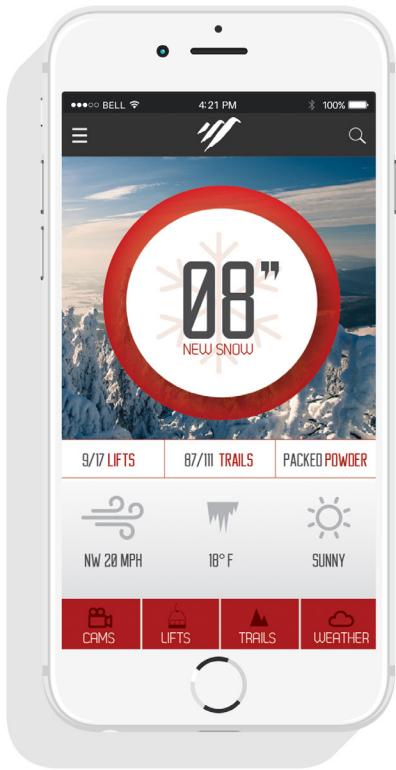 BELL 4:21 PM 100%
08"
NEW SNOW
9/17 LIFTS 87/111 TRAILS PACKED POWDER
NW 20 MPH 18° F SUNNY
CAMS LIFTS TRAILS WEATHER